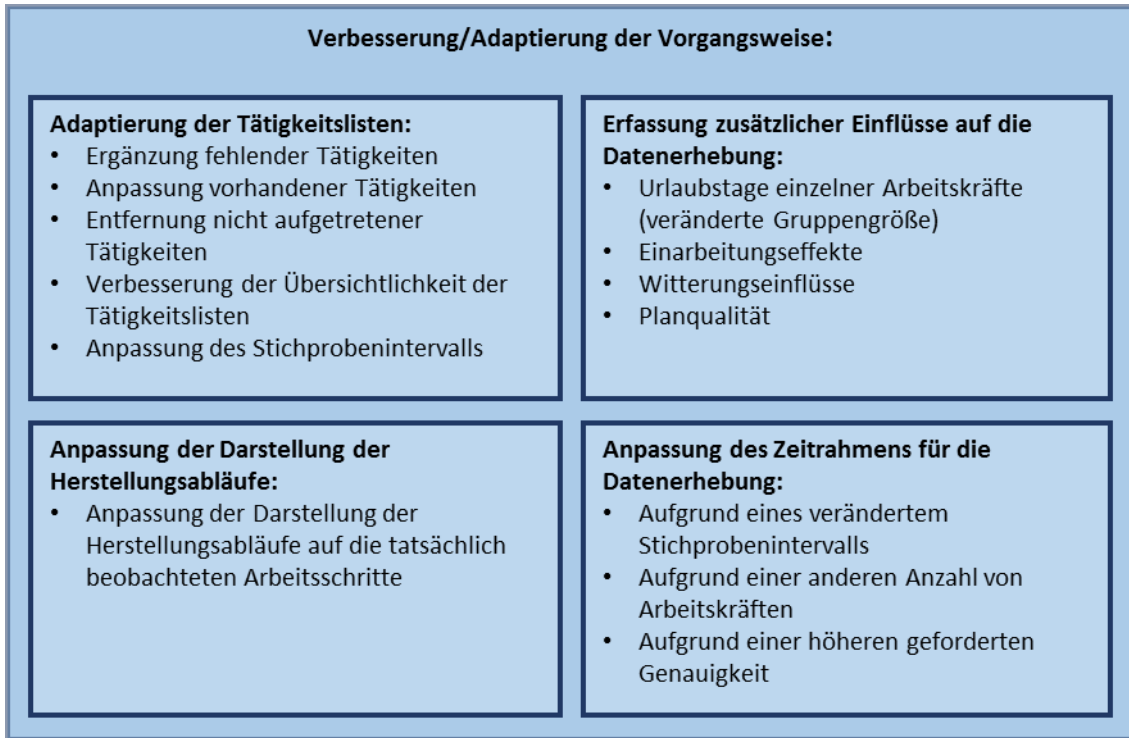 Verbesserung/Adaptierung der Vorgangsweise:
Adaptierung der Tätigkeitslisten:
• Ergänzung fehlender Tätigkeiten
• Anpassung vorhandener Tätigkeiten
• Entfernung nicht aufgetretener
Tätigkeiten
• Verbesserung der Übersichtlichkeit der
Tätigkeitslisten
• Anpassung des Stichprobenintervalls
Erfassung zusätzlicher Einflüsse auf die
Datenerhebung:
• Urlaubstage einzelner Arbeitskräfte
(veränderte Gruppengröße)
• Einarbeitungseffekte
• Witterungseinflüsse
• Planqualität
Anpassung der Darstellung der
Herstellungsabläufe:
• Anpassung der Darstellung der
Herstellungsabläufe auf die tatsächlich
beobachteten Arbeitsschritte
Anpassung des Zeitrahmens für die
Datenerhebung:
• Aufgrund eines verändertem
Stichprobenintervalls
• Aufgrund einer anderen Anzahl von
Arbeitskräften
• Aufgrund einer höheren geforderten
Genauigkeit